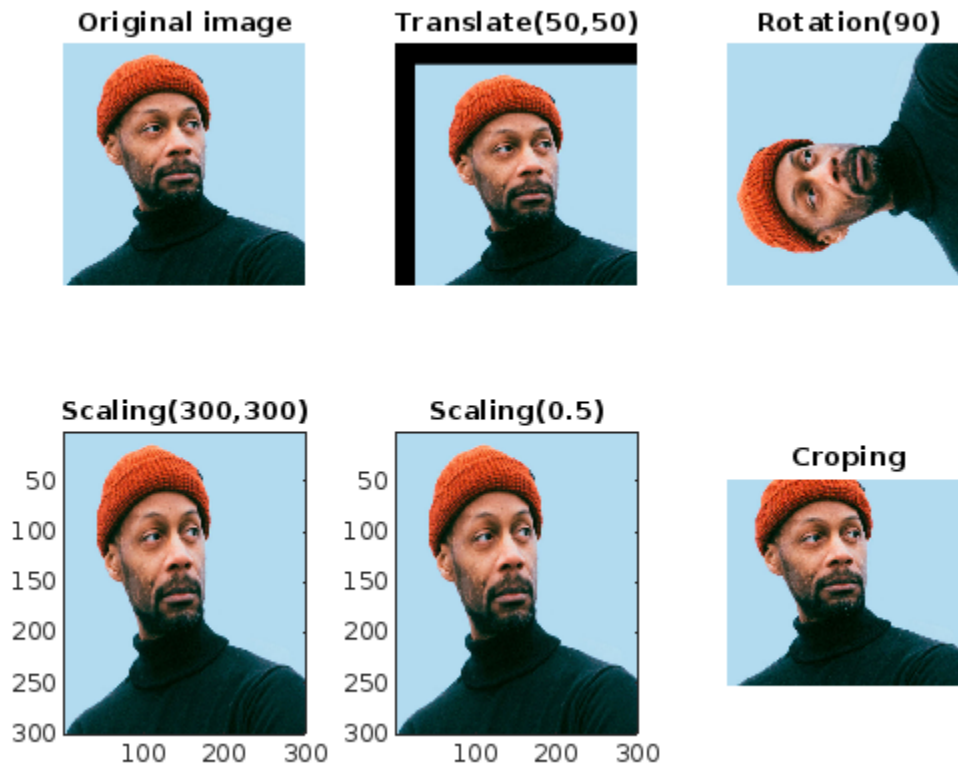 Original image
Translate(50,50)
Rotation(90)
Scaling(300,300)
Scaling(0.5)
Croping
50
100
150
200
250
300
100 200 300
50
100
150
200
250
300
100 200 300